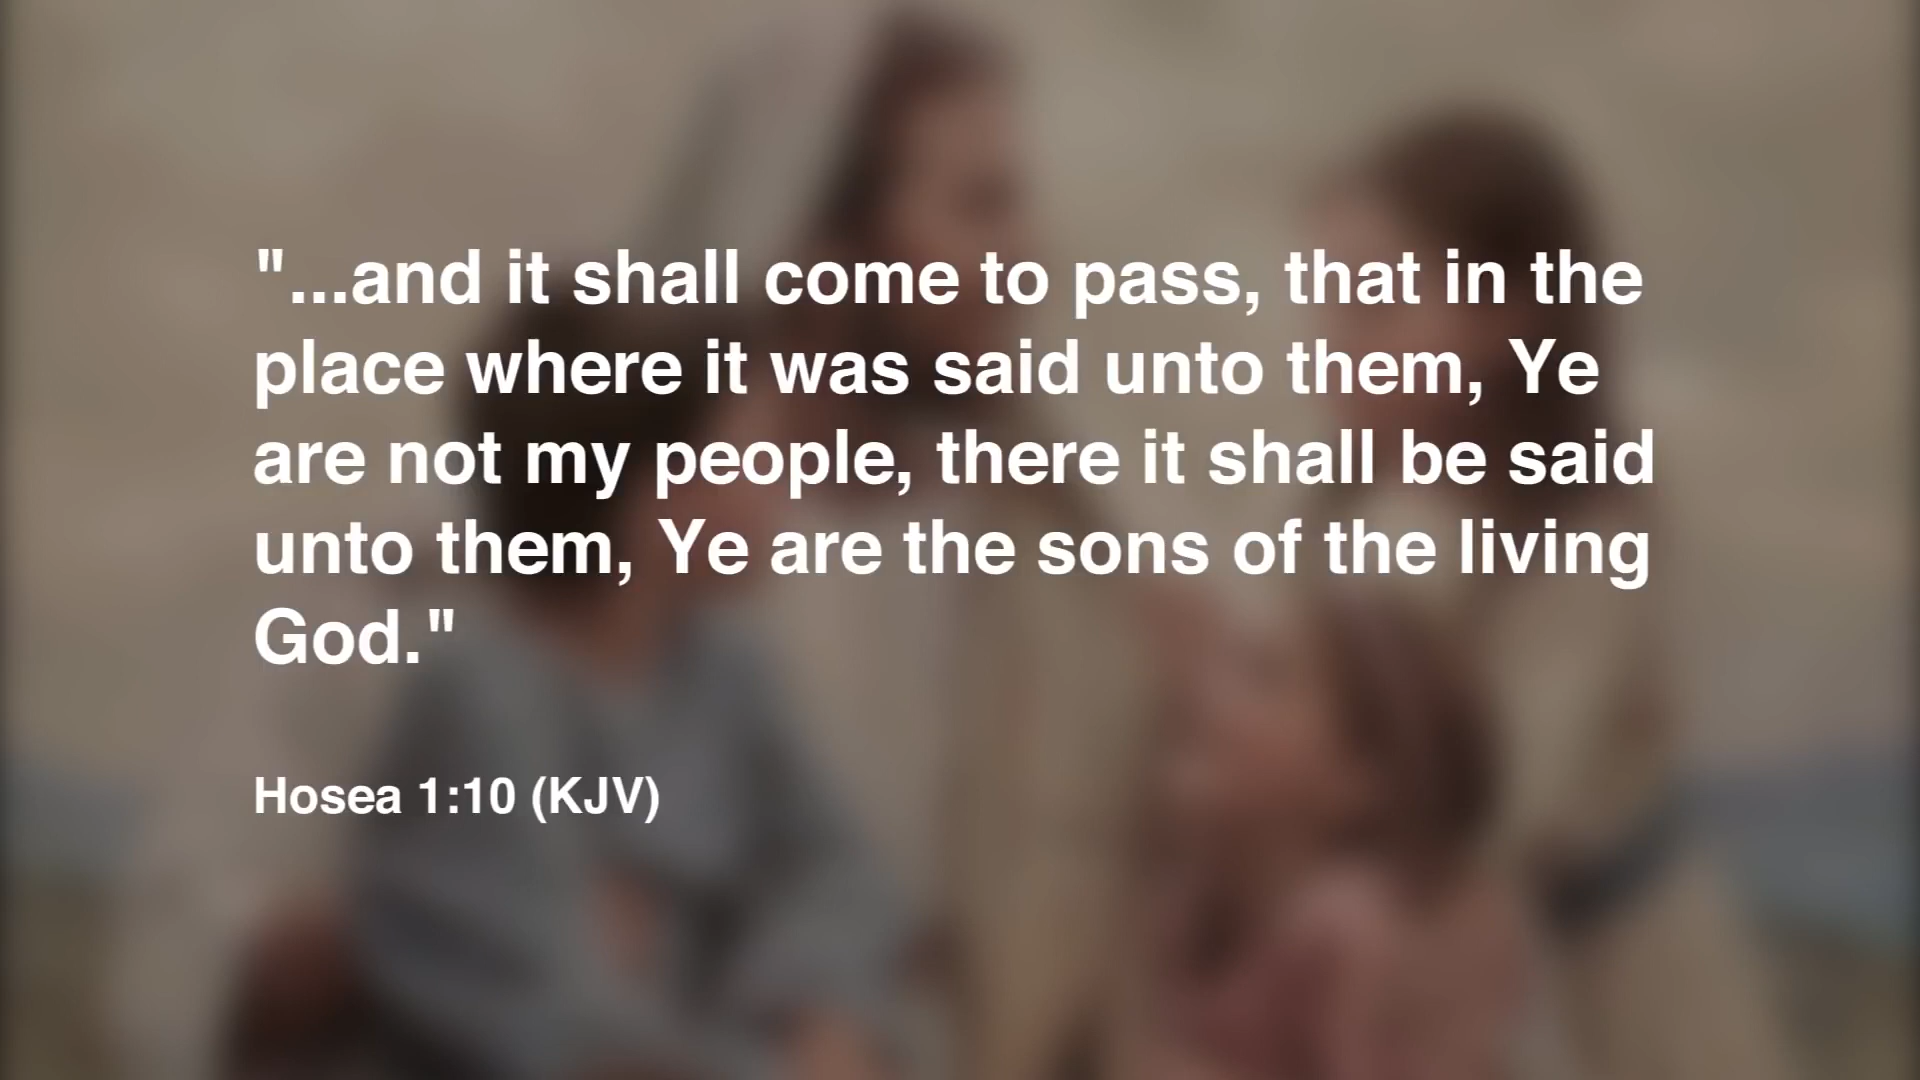 "...and it shall come to pass, that in the
place where it was said unto them, Ye
are not my people, there it shall be said
unto them, Ye are the sons of the living
God."
Hosea 1:10 (KJV)